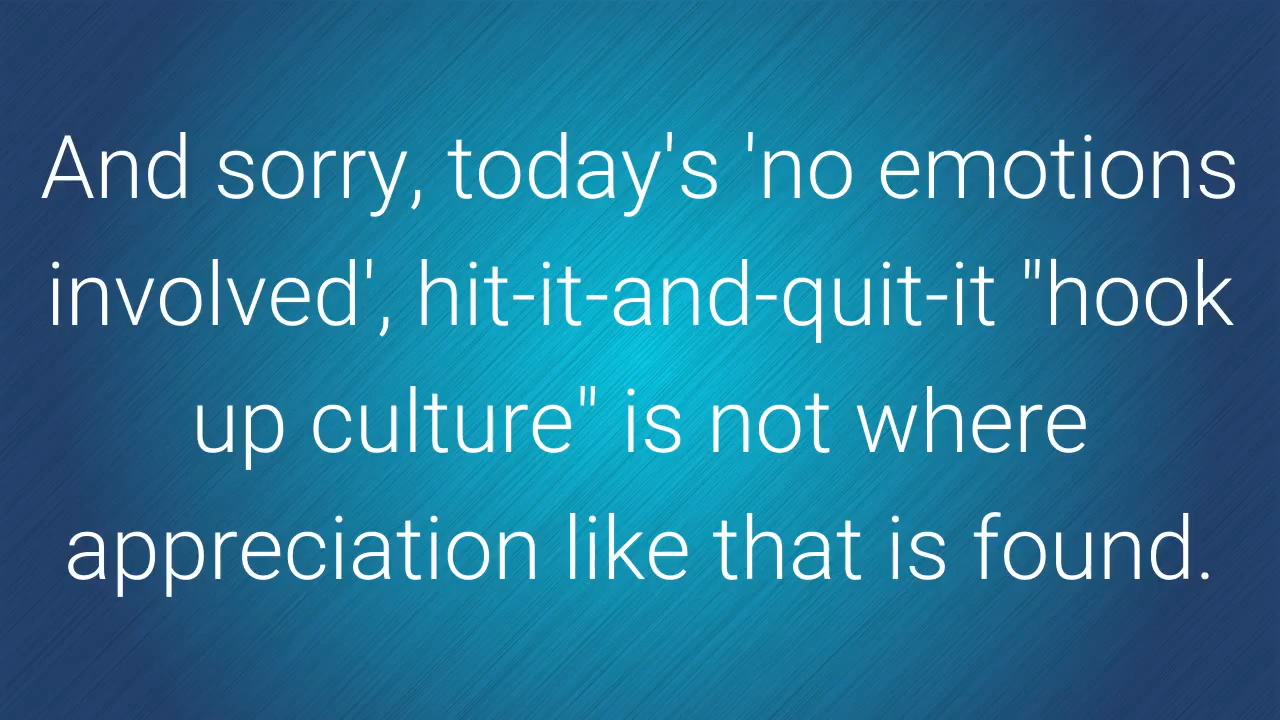 And sorry, today's 'no emotions
involved', hit-it-and-quit-it "hook
up culture" is not where
appreciation like that is found.